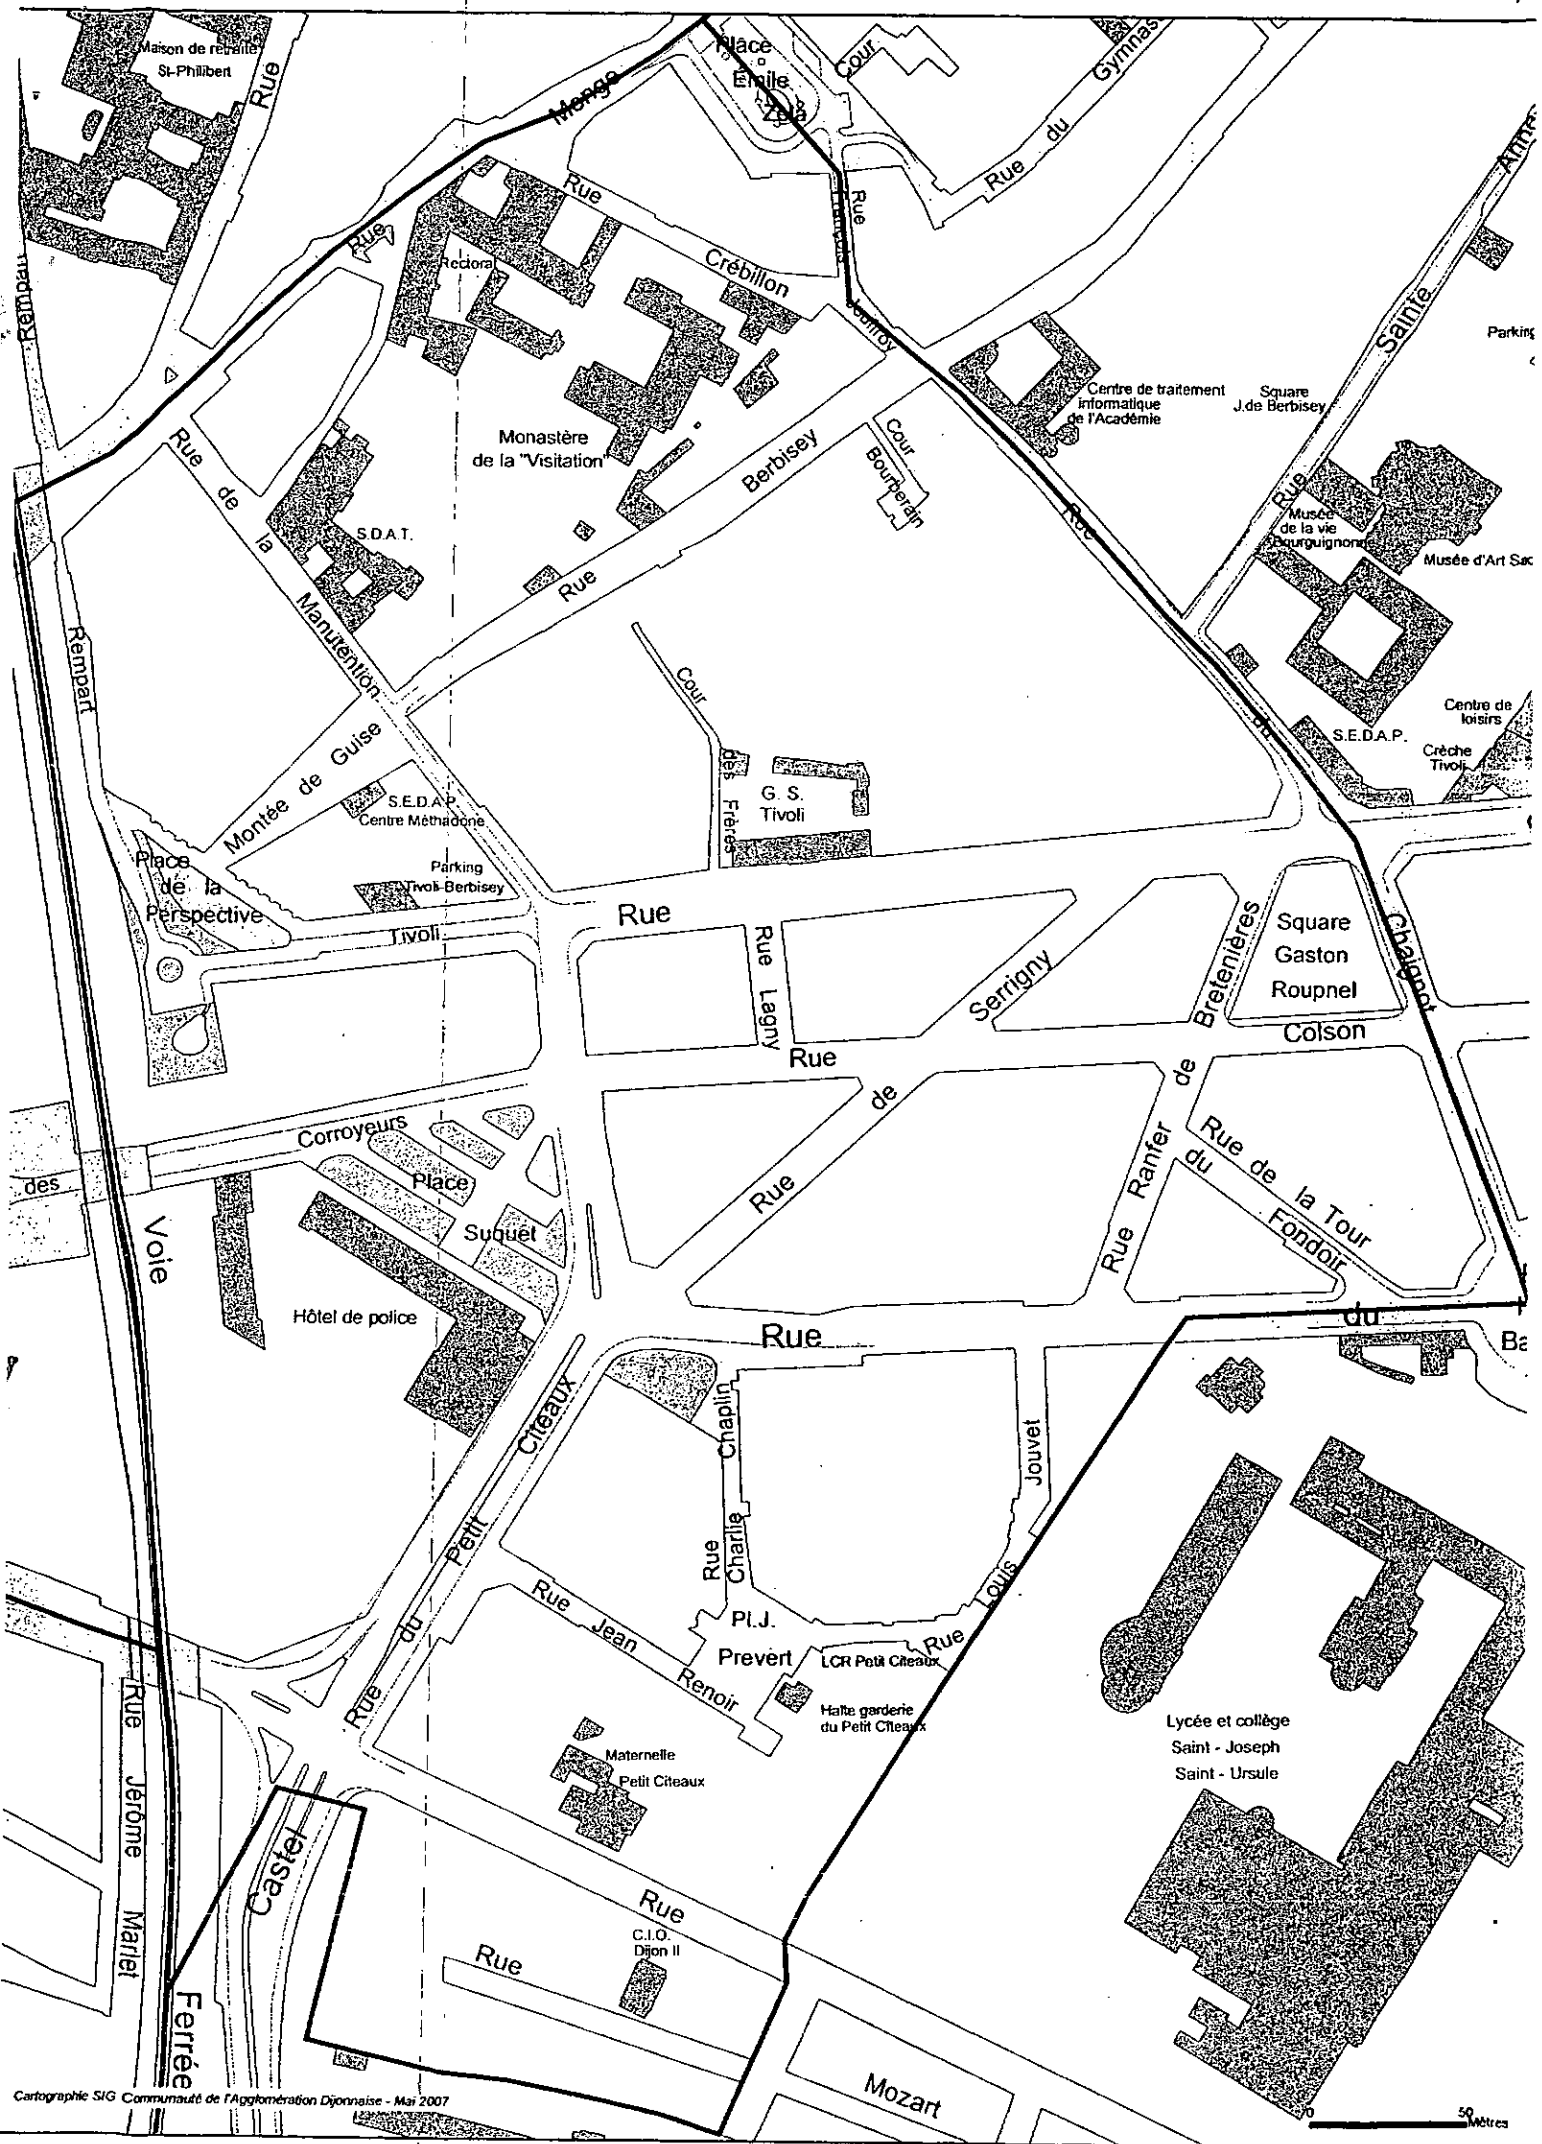 Maison de retraite
St-Philibert
Rue
Monge
Place
Émile
Zola
Cour
Gymnas
du
Rue
Anne
Sainte
Rue
Rempart
Rue
Rectorat
Rue
Crébillon
Rue
Jouffroy
Parking
Centre de traitement
informatique
de l'Académie
Square
J.de Berbisey
Monastère
de la "Visitation"
Berbisey
Rue
Cour
Bourberain
Rue
de
la
Manutention
S.D.A.T.
Rue
du
Chaignot
Musée
de la vie
Bourguignonne
Musée d'Art Sac
Rempart
Cour
des
Frères
G. S.
Tivoli
Centre de
loisirs
S.E.D.A.P.
Crèche
Tivoli
Montée de Guise
S.E.D.A.P.
Centre Méthadone
Parking
Tivoli-Berbisey
Place
de la
Perspective
Tivoli
Rue
Rue
Lagny
Serrigny
de
Rue
Bretenières
de
Ranfer
Rue
Square
Gaston
Roupnel
Colson
Rue
Corroyeurs
des
Place
Suquet
Rue de la Tour
du
Fondoir
Voie
Hôtel de police
Rue
du
Ba
Citeaux
Petit
du
Rue
Chaplin
Charlie
Rue
Jouvet
Louis
Rue
Rue
Jean
Renoir
Pl.J.
Prevert
LCR Petit Citeaux
Halte garderie
du Petit Citeaux
Maternelle
Petit Citeaux
Lycée et collège
Saint - Joseph
Saint - Ursule
Rue
Jérôme
Marlet
Castel
Ferrée
Rue
C.I.O.
Dijon II
Rue
Mozart
Cartographie SIG Communauté de l'Agglomération Dijonnaise - Mai 2007
0
50
Mètres